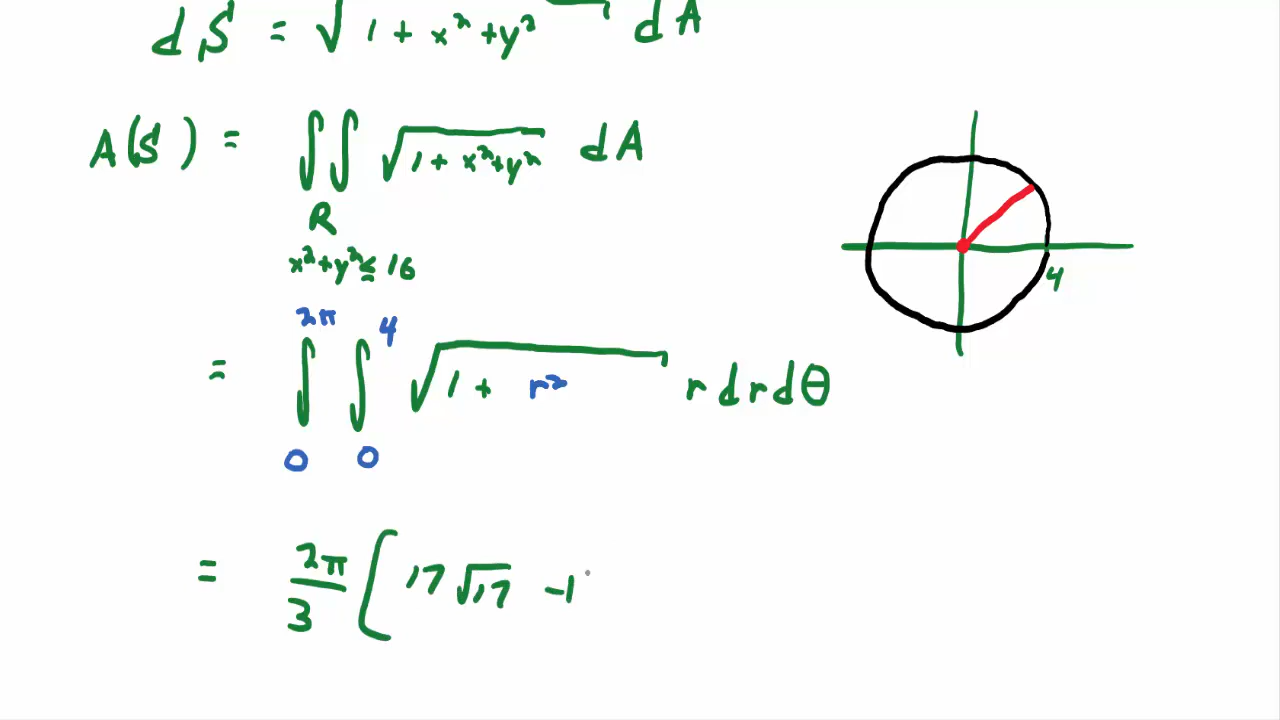 dS = √1 + x² + y² dA
A(S) = ∫∫ √1 + x² + y² dA
R
x² + y² ≤ 16
4
= ∫₀^2π ∫₀^4 √1 + r² r dr dθ
= 2π/3 [ 17 √17 - 1